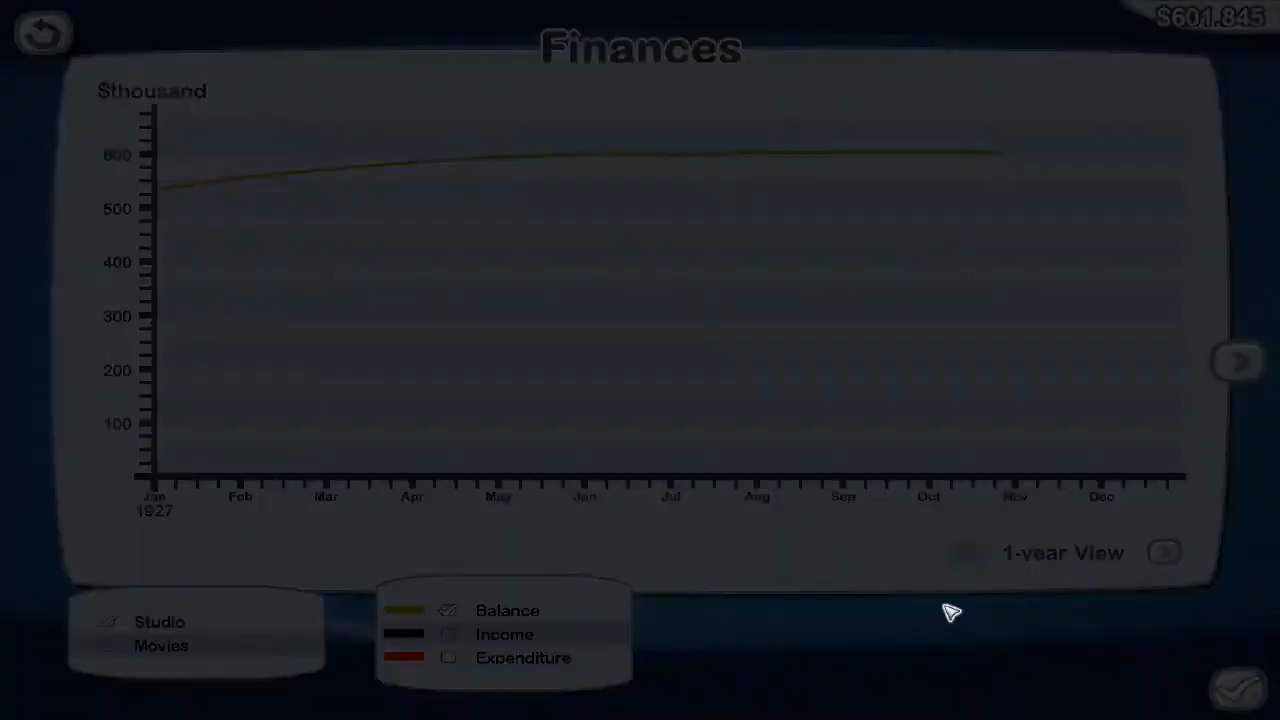 $601,845
Finances
$thousand
600
500
400
300
200
100
Jan Feb Mar Apr May Jun Jul Aug Sep Oct Nov Dec
1927
1-year View
Studio
Movies
Balance
Income
Expenditure